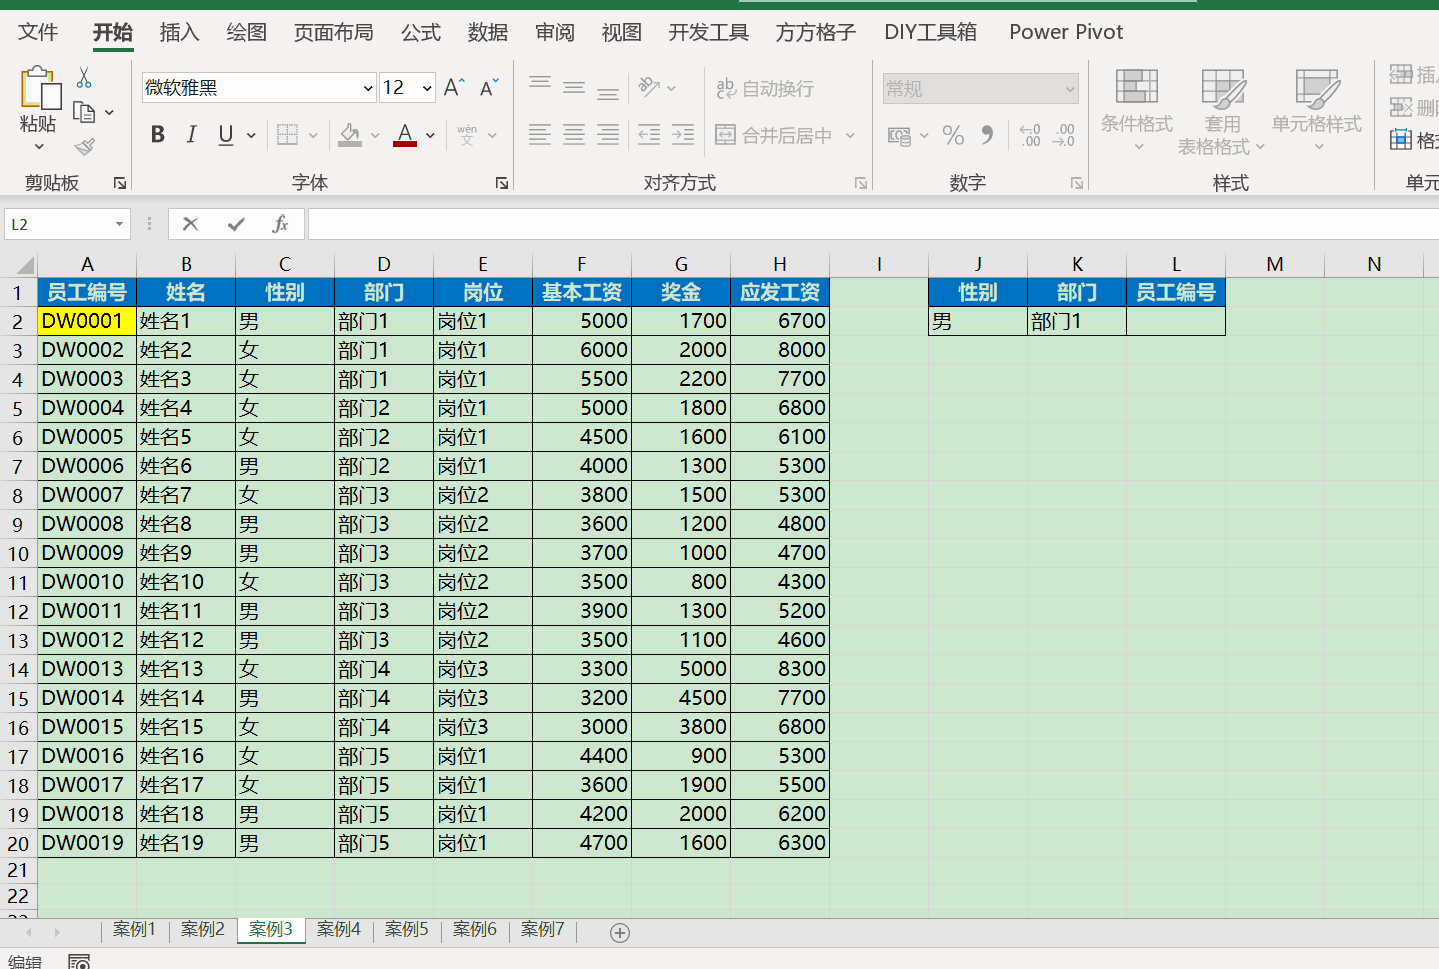 文件 开始 插入 绘图 页面布局 公式 数据 审阅 视图 开发工具 方方格子 DIY工具箱 Power Pivot
微软雅黑 12 A A ab 自动换行 常规
粘贴 B I U A wén 文 合并后居中 % .00 .00 条件格式 套用 表格格式 单元格样式
剪贴板 字体 对齐方式 数字 样式 单元
L2 fx
A B C D E F G H I J K L M N
1 员工编号 姓名 性别 部门 岗位 基本工资 奖金 应发工资 性别 部门 员工编号
2 DW0001 姓名1 男 部门1 岗位1 5000 1700 6700 男 部门1
3 DW0002 姓名2 女 部门1 岗位1 6000 2000 8000
4 DW0003 姓名3 女 部门1 岗位1 5500 2200 7700
5 DW0004 姓名4 女 部门2 岗位1 5000 1800 6800
6 DW0005 姓名5 女 部门2 岗位1 4500 1600 6100
7 DW0006 姓名6 男 部门2 岗位1 4000 1300 5300
8 DW0007 姓名7 女 部门3 岗位2 3800 1500 5300
9 DW0008 姓名8 男 部门3 岗位2 3600 1200 4800
10 DW0009 姓名9 男 部门3 岗位2 3700 1000 4700
11 DW0010 姓名10 女 部门3 岗位2 3500 800 4300
12 DW0011 姓名11 男 部门3 岗位2 3900 1300 5200
13 DW0012 姓名12 男 部门3 岗位2 3500 1100 4600
14 DW0013 姓名13 女 部门4 岗位3 3300 5000 8300
15 DW0014 姓名14 男 部门4 岗位3 3200 4500 7700
16 DW0015 姓名15 女 部门4 岗位3 3000 3800 6800
17 DW0016 姓名16 女 部门5 岗位1 4400 900 5300
18 DW0017 姓名17 女 部门5 岗位1 3600 1900 5500
19 DW0018 姓名18 男 部门5 岗位1 4200 2000 6200
20 DW0019 姓名19 男 部门5 岗位1 4700 1600 6300
21
22
案例1 案例2 案例3 案例4 案例5 案例6 案例7
编辑